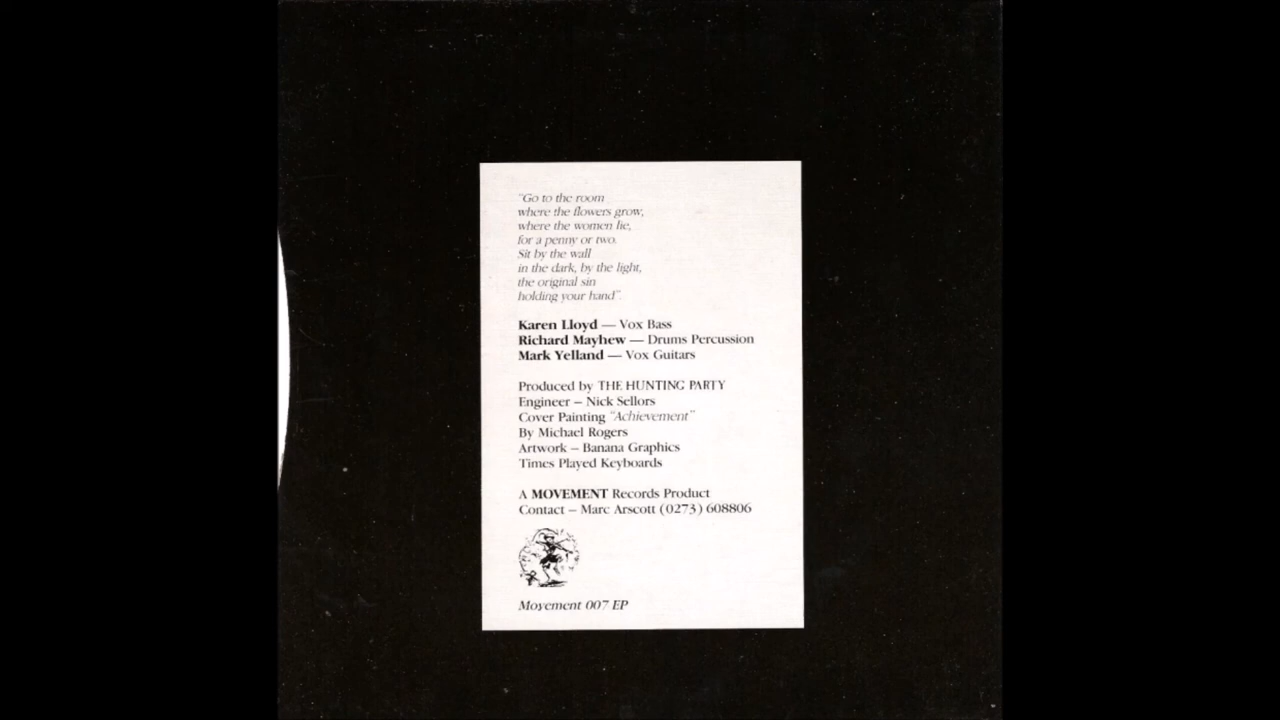 "Go to the room
where the flowers grow,
where the women lie,
for a penny or two.
Sit by the wall
in the dark, by the light,
the original sin
holding your hand".
Karen Lloyd — Vox Bass
Richard Mayhew — Drums Percussion
Mark Yelland — Vox Guitars
Produced by THE HUNTING PARTY
Engineer – Nick Sellors
Cover Painting "Achievement"
By Michael Rogers
Artwork – Banana Graphics
Times Played Keyboards
A MOVEMENT Records Product
Contact – Marc Arscott (0273) 608806
Movement 007 EP